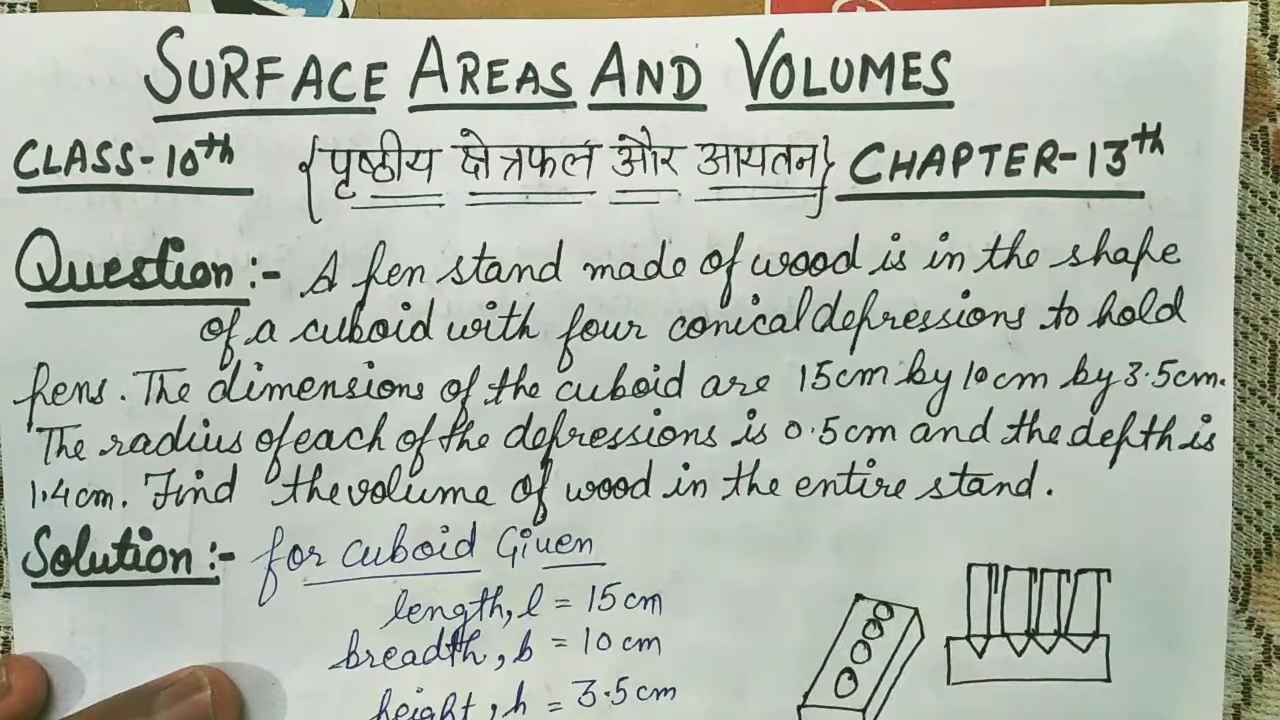 SURFACE AREAS AND VOLUMES
CLASS-10th {पृष्ठीय क्षेत्रफल और आयतन} CHAPTER-13th
Question:- A pen stand made of wood is in the shape
of a cuboid with four conical depressions to hold
pens. The dimensions of the cuboid are 15cm by 10cm by 3.5cm.
The radius of each of the depressions is 0.5cm and the depth is
1.4cm. Find the volume of wood in the entire stand.
Solution:- for cuboid Given
length, l = 15cm
breadth, b = 10cm
height, h = 3.5cm